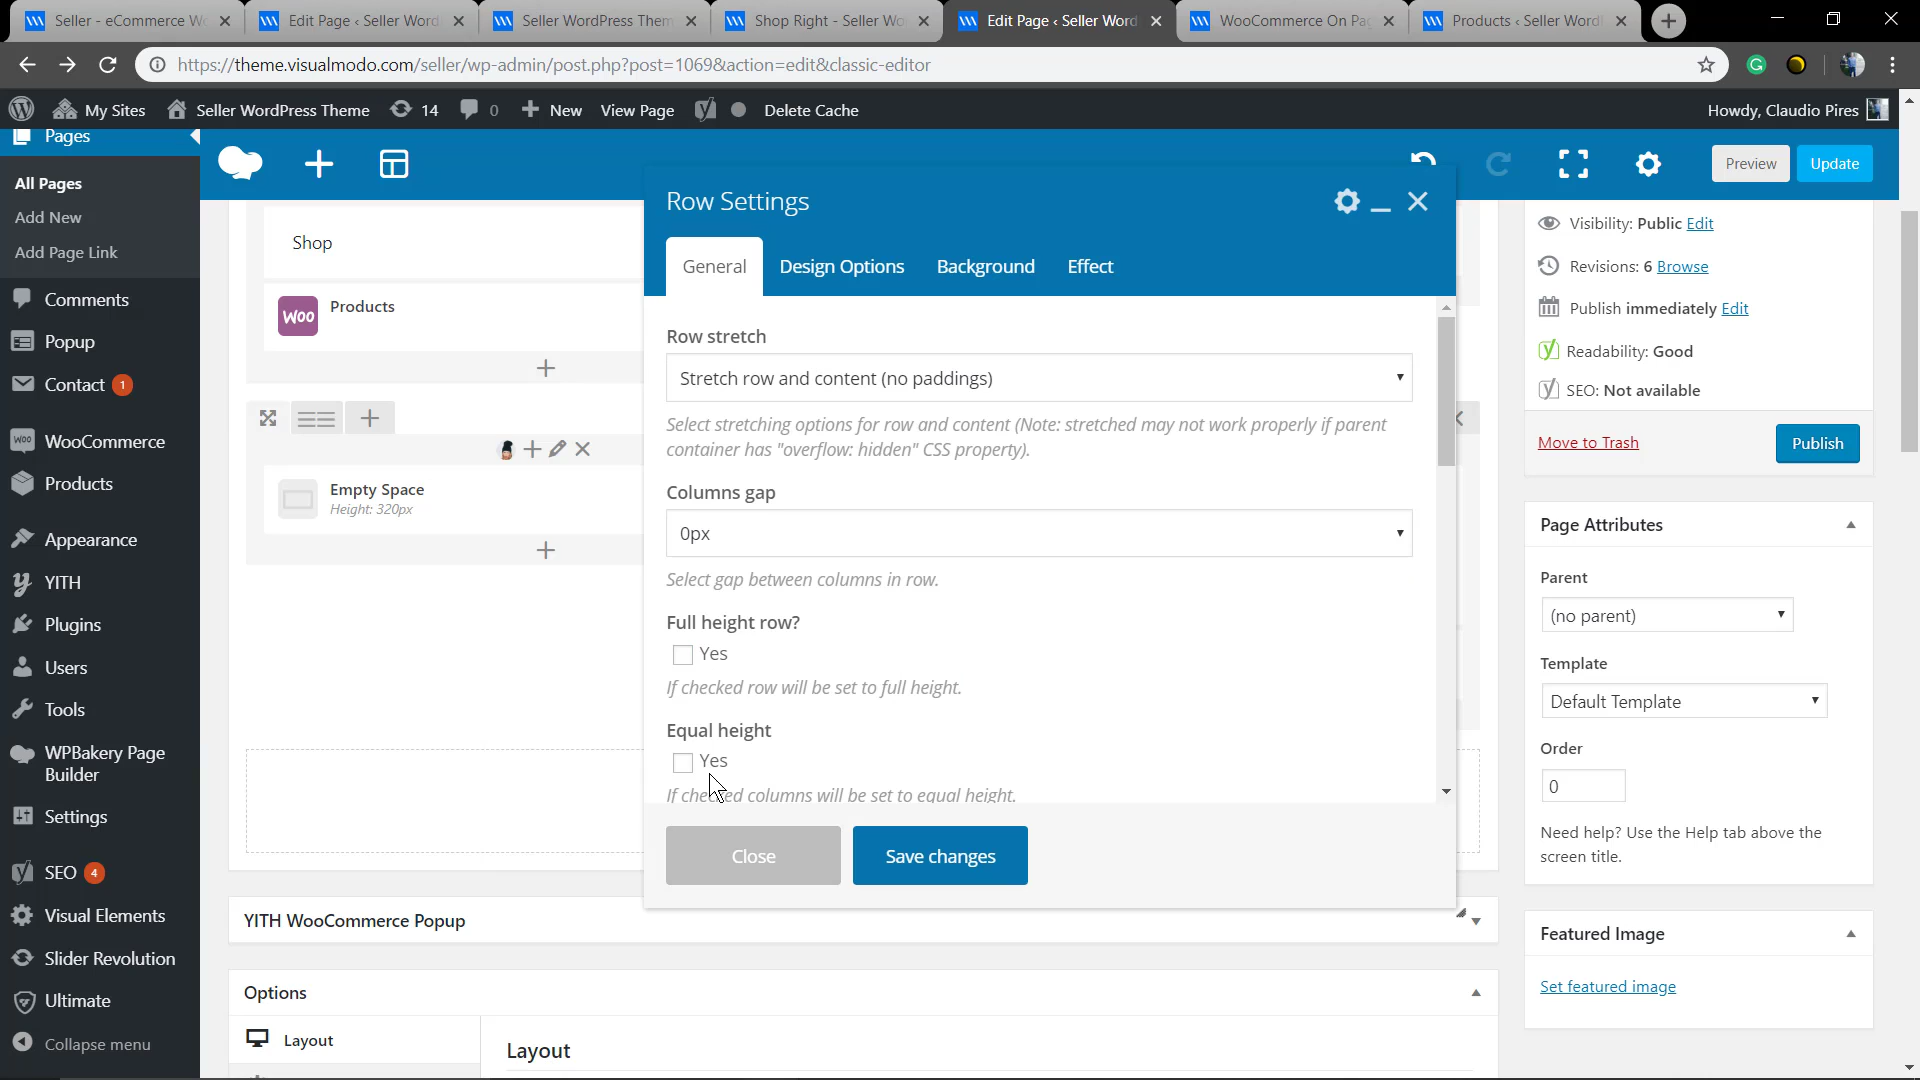 Seller - eCommerce W
Edit Page ‹ Seller Word
Seller WordPress Them
Shop Right - Seller Wo
Edit Page ‹ Seller Word
WooCommerce On Pag
Products ‹ Seller Word
https://theme.visualmodo.com/seller/wp-admin/post.php?post=1069&action=edit&classic-editor
My Sites
Seller WordPress Theme
14
0
New
View Page
Delete Cache
Howdy, Claudio Pires
Pages
All Pages
Add New
Add Page Link
Comments
Popup
Contact 1
WooCommerce
Products
Appearance
YITH
Plugins
Users
Tools
WPBakery Page
Builder
Settings
SEO 4
Visual Elements
Slider Revolution
Ultimate
Collapse menu
Preview
Update
Shop
Woo
Products
Empty Space
Height: 320px
Row Settings
General
Design Options
Background
Effect
Row stretch
Stretch row and content (no paddings)
Select stretching options for row and content (Note: stretched may not work properly if parent
container has "overflow: hidden" CSS property).
Columns gap
0px
Select gap between columns in row.
Full height row?
Yes
If checked row will be set to full height.
Equal height
Yes
If checked columns will be set to equal height.
Close
Save changes
YITH WooCommerce Popup
Options
Layout
Layout
Visibility: Public Edit
Revisions: 6 Browse
Publish immediately Edit
Readability: Good
SEO: Not available
Move to Trash
Publish
Page Attributes
Parent
(no parent)
Template
Default Template
Order
0
Need help? Use the Help tab above the
screen title.
Featured Image
Set featured image